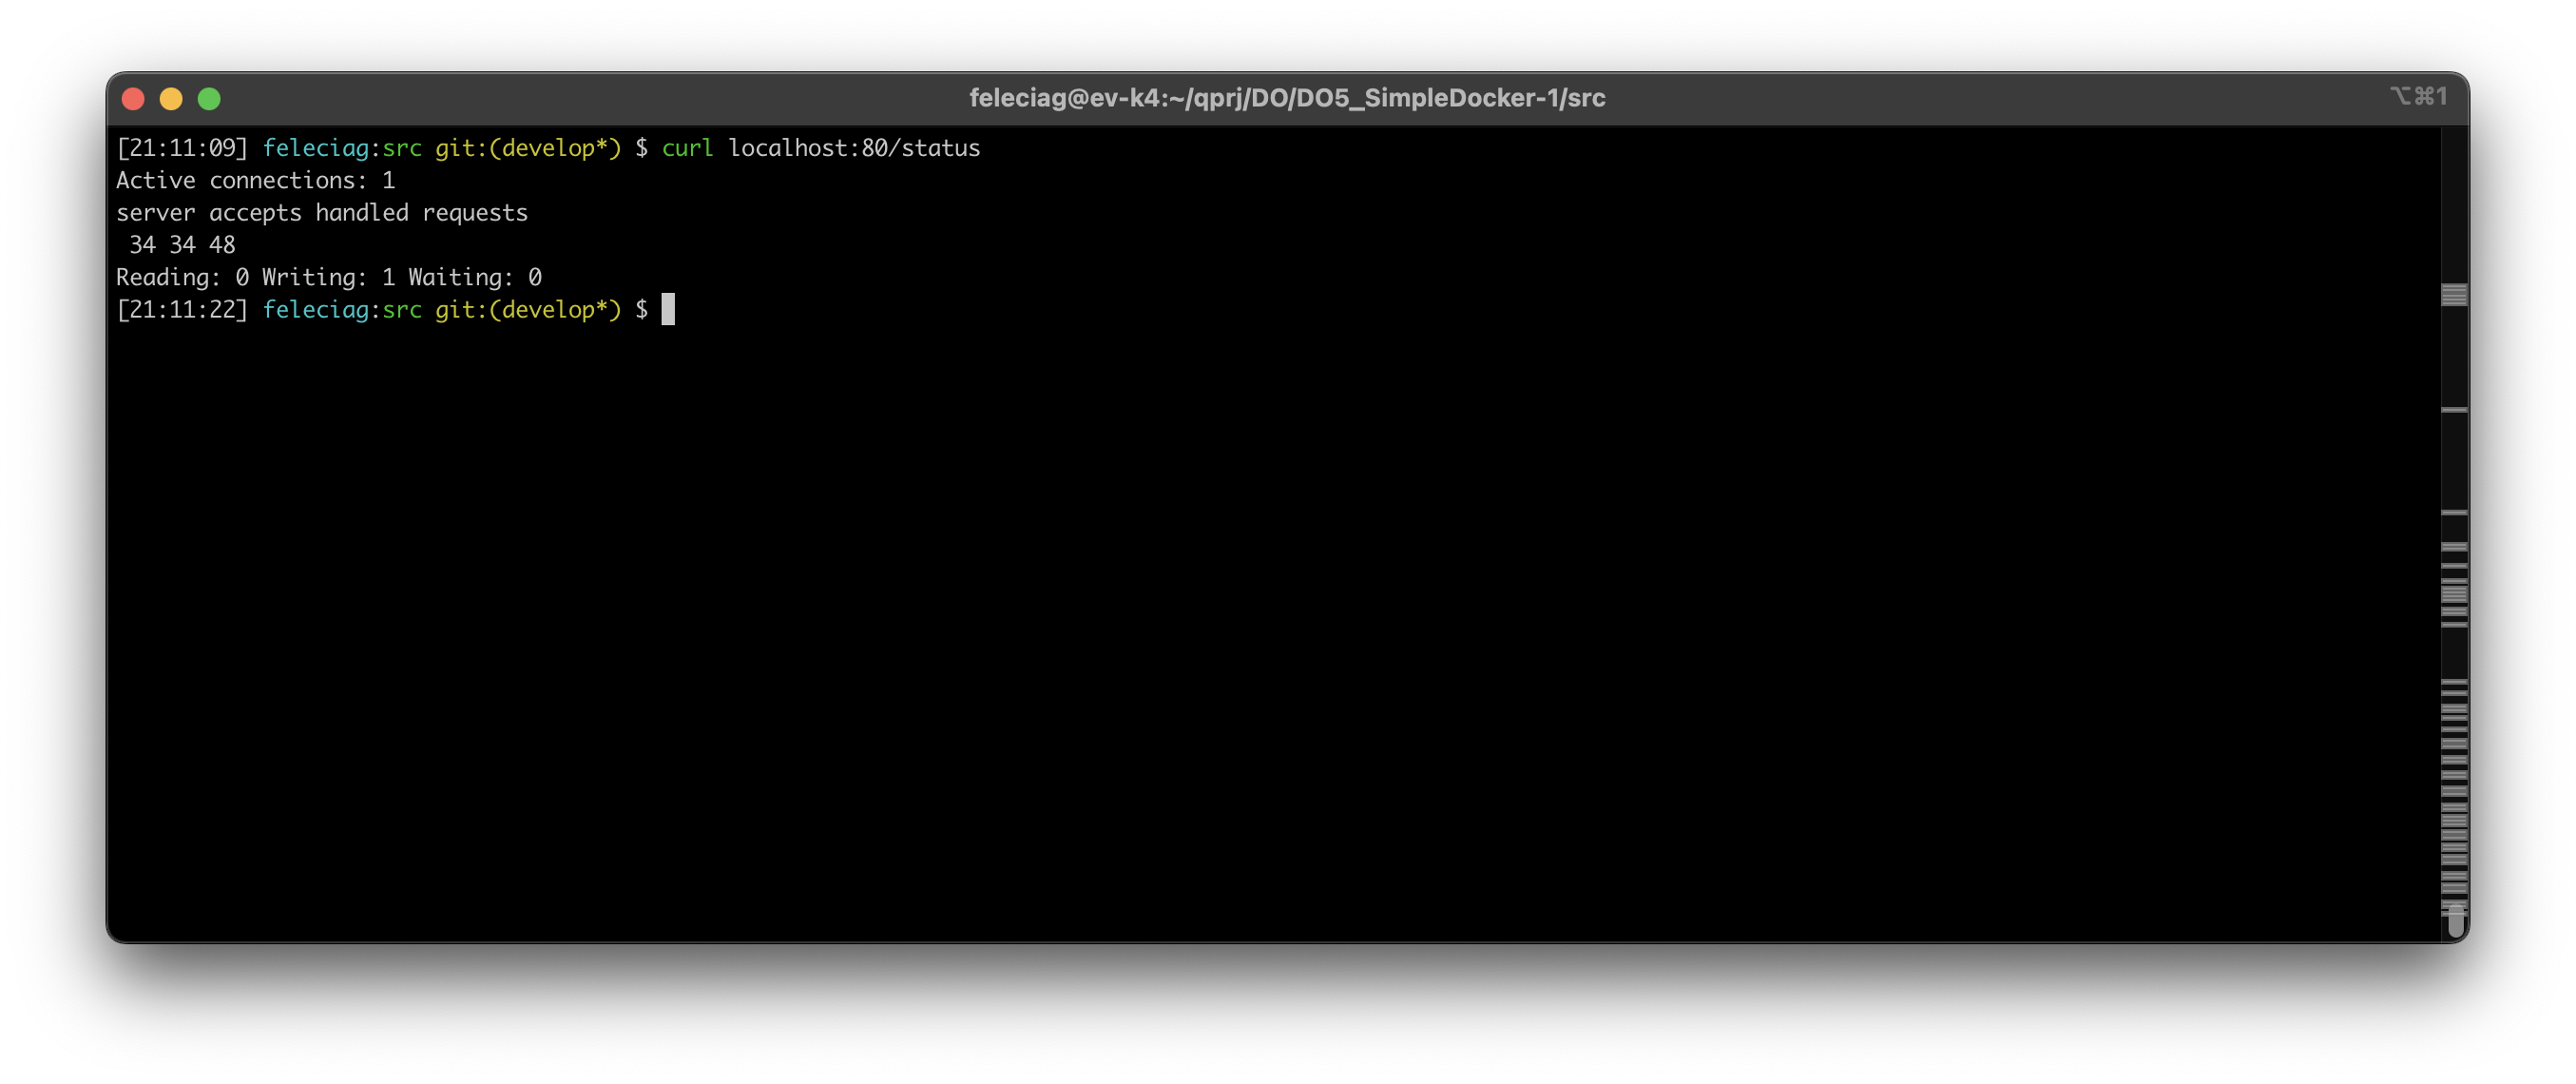 feleciag@ev-k4:~/qprj/DO/DO5_SimpleDocker-1/src
⌥⌘1
[21:11:09] feleciag:src git:(develop*) $ curl localhost:80/status
Active connections: 1
server accepts handled requests
 34 34 48
Reading: 0 Writing: 1 Waiting: 0
[21:11:22] feleciag:src git:(develop*) $